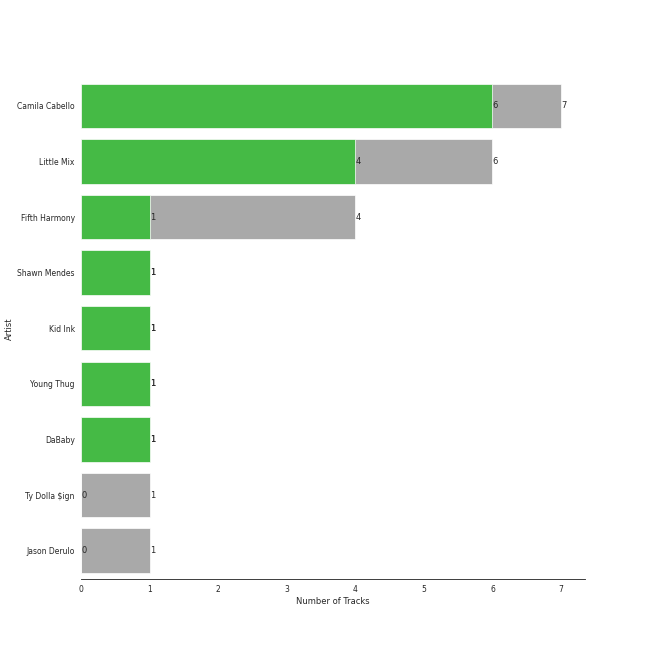 Camila Cabello 6 7
Little Mix 4 6
Fifth Harmony 1 4
Shawn Mendes 1
Kid Ink 1
Young Thug 1
DaBaby 1
Ty Dolla $ign 0 1
Jason Derulo 0 1
Artist
0 1 2 3 4 5 6 7
Number of Tracks